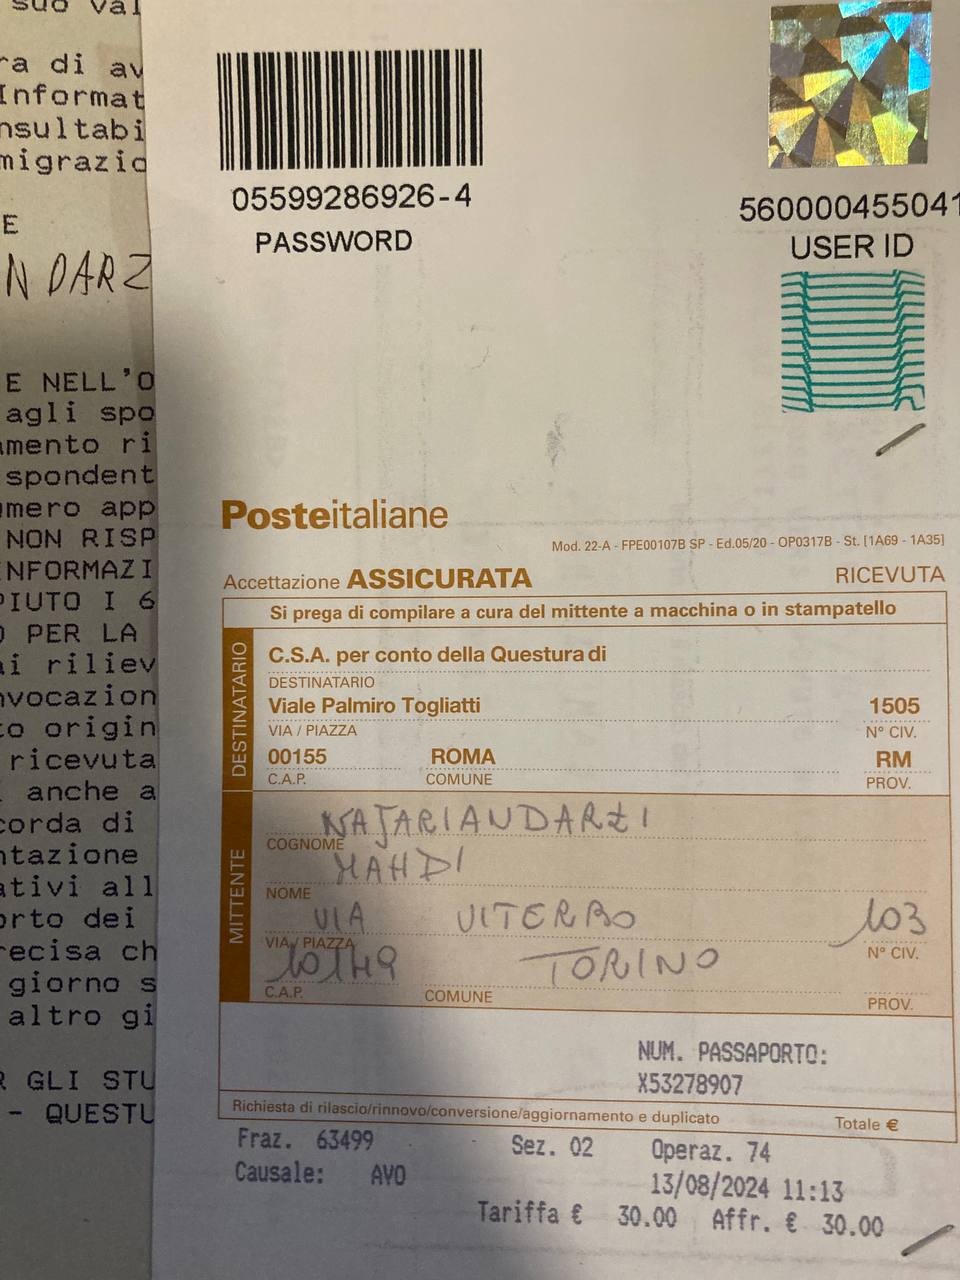 suo val
ra di av
Informat
nsultabi
migrazio
E
N DARZ
E NELL'O
agli spo
amento ri
spondent
umero app
NON RISP
INFORMAZI
PIUTO I 6
O PER LA
ai riliev
nvocazion
to origin
ricevuta
anche a
corda di
ntazione
ativi all
orto dei
recisa ch
giorno s
altro gi
R GLI STU
- QUESTU
05599286926-4
PASSWORD
560000455041
USER ID
Posteitaliane
Mod. 22-A - FPE00107B SP - Ed.05/20 - OP0317B - St. [1A69 - 1A35]
Accettazione ASSICURATA RICEVUTA
Si prega di compilare a cura del mittente a macchina o in stampatello
DESTINATARIO
C.S.A. per conto della Questura di
DESTINATARIO
Viale Palmiro Togliatti 1505
VIA / PIAZZA N° CIV.
00155 ROMA RM
C.A.P. COMUNE PROV.
MITTENTE
NAJARIANDARZI
COGNOME
MAHDI
NOME
VIA VITERBO 103
VIA / PIAZZA N° CIV.
10149 TORINO
C.A.P. COMUNE PROV.
NUM. PASSAPORTO:
X53278907
Richiesta di rilascio/rinnovo/conversione/aggiornamento e duplicato Totale €
Fraz. 63499 Sez. 02 Operaz. 74
Causale: AVO 13/08/2024 11:13
Tariffa € 30.00 Affr. € 30.00